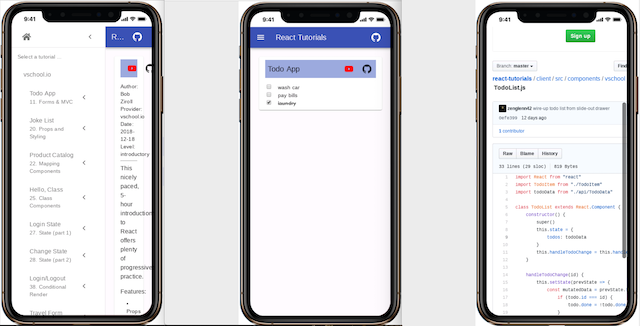 9:41
R...
Select a tutorial ...
vschool.io
Todo App
11. Forms & MVC
Joke List
20. Props and
Styling
Product Catalog
22. Mapping
Components
Hello, Class
25. Class
Components
Login State
27. State (part 1)
Change State
28. State (part 2)
Login/Logout
38. Conditional
Render
Travel Form
Author:
Bob
Ziroll
Provider:
vschool.io
Date:
2018-
12-18
Level:
introductory
This
nicely
paced,
5-
hour
introduction
to
React
offers
plenty
of
progressive
practice.
Features:
Props
9:41
React Tutorials
Todo App
wash car
pay bills
laundry
9:41
Sign up
Branch: master
Find
react-tutorials / client / src / components / vschool
TodoList.js
zenglenn42 wire-up todo list from slide-out drawer
12 days ago
1 contributor
Raw Blame History
33 lines (29 sloc) 818 Bytes
1 import React from "react"
2 import TodoItem from "./TodoItem"
3 import todoData from "./api/todoData"
4
5 class TodoList extends React.Component {
6 constructor() {
7 super()
8 this.state = {
9 todos: todoData
10 }
11 this.handleTodoChange = this.han
12 }
13
14 handleTodoChange(id) {
15 this.setState(prevState => {
16 const mutatedData = prevState.
17 if (todo.id === id) {
18 todo.done = !todo.don
19 }